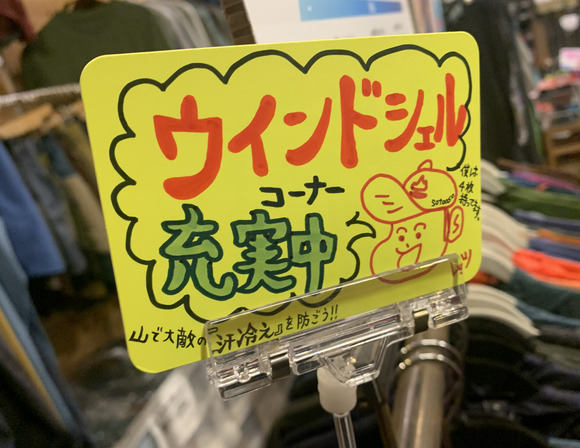 ウインドシェル
コーナー
充実中
僕は
4枚
持ってます。
sotoaso
山で大敵の『汗冷え』を防ごう!!